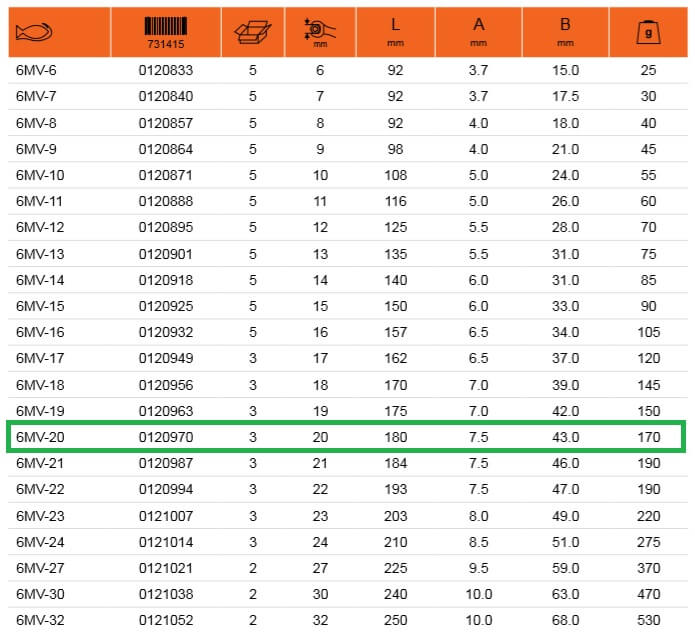 731415 mm L mm A mm B mm g
6MV-6 0120833 5 6 92 3.7 15.0 25
6MV-7 0120840 5 7 92 3.7 17.5 30
6MV-8 0120857 5 8 92 4.0 18.0 40
6MV-9 0120864 5 9 98 4.0 21.0 45
6MV-10 0120871 5 10 108 5.0 24.0 55
6MV-11 0120888 5 11 116 5.0 26.0 60
6MV-12 0120895 5 12 125 5.5 28.0 70
6MV-13 0120901 5 13 135 5.5 31.0 75
6MV-14 0120918 5 14 140 6.0 31.0 85
6MV-15 0120925 5 15 150 6.0 33.0 90
6MV-16 0120932 5 16 157 6.5 34.0 105
6MV-17 0120949 3 17 162 6.5 37.0 120
6MV-18 0120956 3 18 170 7.0 39.0 145
6MV-19 0120963 3 19 175 7.0 42.0 150
6MV-20 0120970 3 20 180 7.5 43.0 170
6MV-21 0120987 3 21 184 7.5 46.0 190
6MV-22 0120994 3 22 193 7.5 47.0 190
6MV-23 0121007 3 23 203 8.0 49.0 220
6MV-24 0121014 3 24 210 8.5 51.0 275
6MV-27 0121021 2 27 225 9.5 59.0 370
6MV-30 0121038 2 30 240 10.0 63.0 470
6MV-32 0121052 2 32 250 10.0 68.0 530